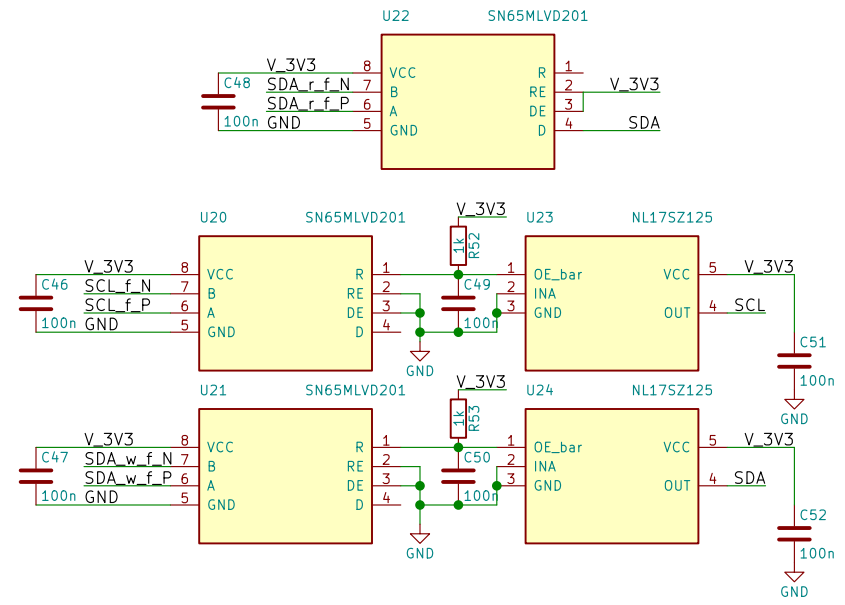 U22 SN65MLVD201
V_3V3 8 VCC R 1
C48 SDA_r_f_N 7 B RE 2 V_3V3
SDA_r_f_P 6 A DE 3
100n GND 5 GND D 4 SDA
V_3V3
U20 SN65MLVD201 U23 NL17SZ125
1k R52
V_3V3 8 VCC R 1 1 OE_bar VCC 5 V_3V3
C46 SCL_f_N 7 B RE 2 C49 2 INA
SCL_f_P 6 A DE 3 3 GND OUT 4 SCL
100n GND 5 GND D 4 100n
C51
GND
100n
V_3V3
U21 SN65MLVD201 U24 NL17SZ125
GND
1k R53
V_3V3 8 VCC R 1 1 OE_bar VCC 5 V_3V3
C47 SDA_w_f_N 7 B RE 2 C50 2 INA
SDA_w_f_P 6 A DE 3 3 GND OUT 4 SDA
100n GND 5 GND D 4 100n
C52
GND
100n
GND